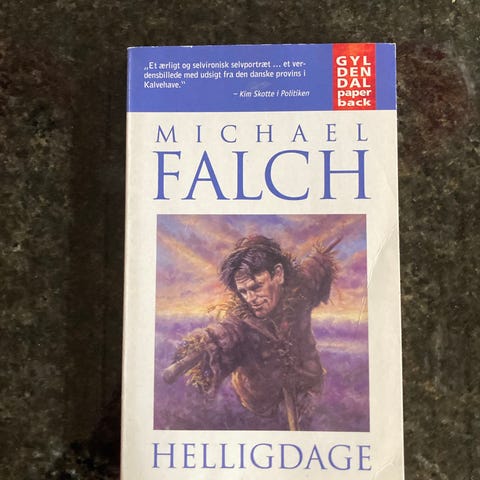 „Et ærligt og selvironisk selvportræt ... et ver-
densbillede med udsigt fra den danske provins i
Kalvehave."
– Kim Skotte i Politiken
GYL
DEN
DAL
paper
back
MICHAEL
FALCH
HELLIGDAGE